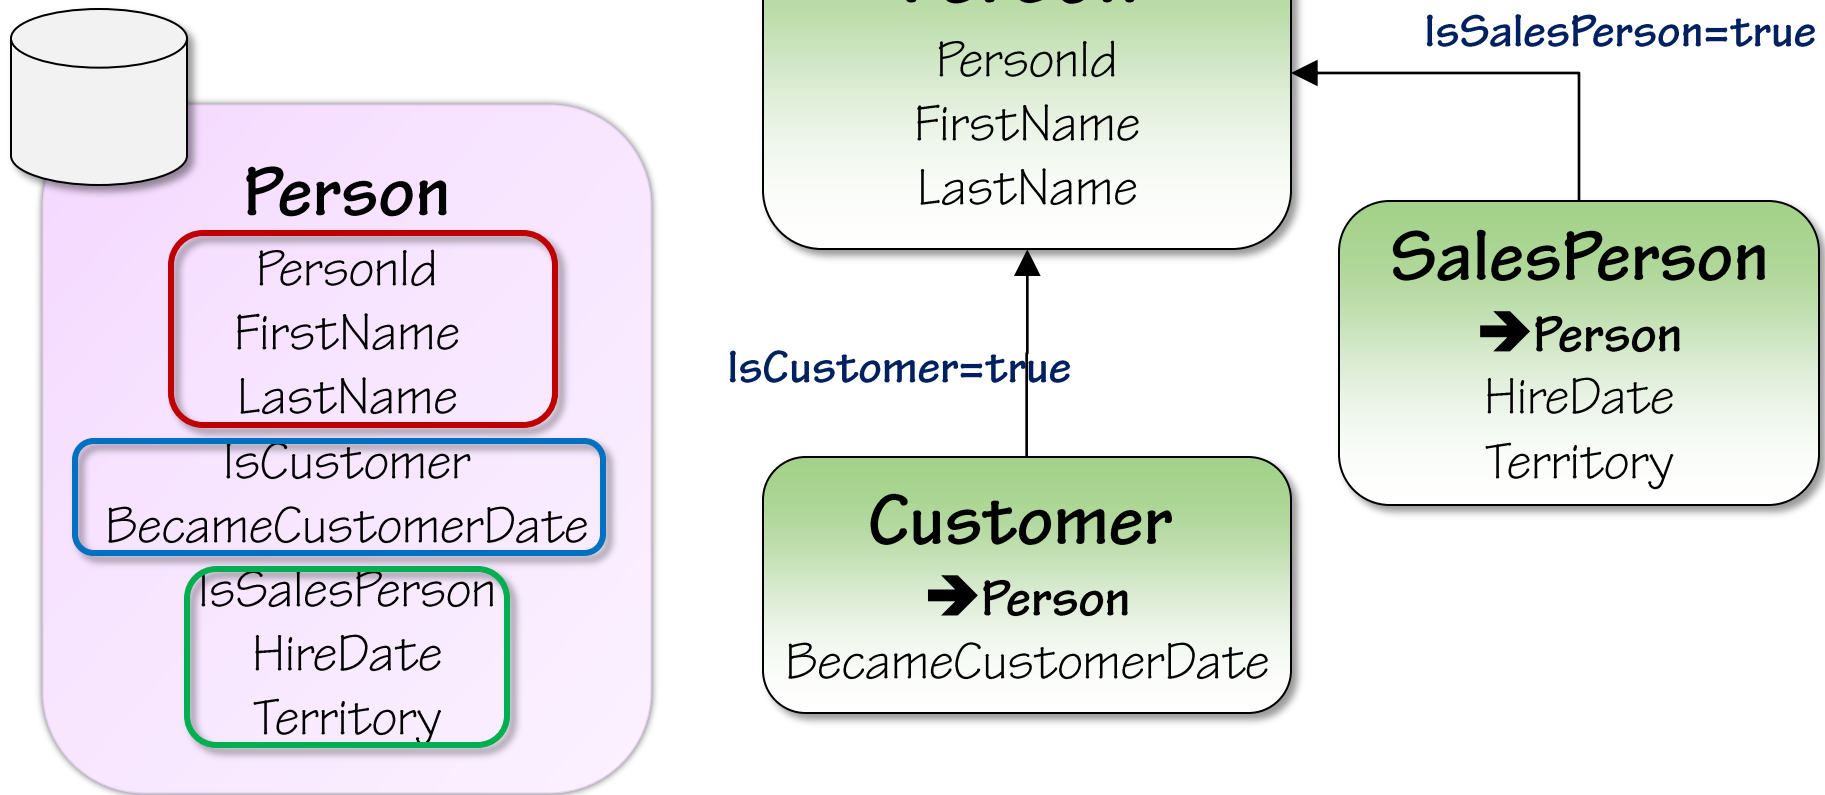 Person
PersonId
FirstName
LastName
IsCustomer
BecameCustomerDate
IsSalesPerson
HireDate
Territory
PersonId
FirstName
LastName
IsCustomer=true
Customer
➔Person
BecameCustomerDate
IsSalesPerson=true
SalesPerson
➔Person
HireDate
Territory